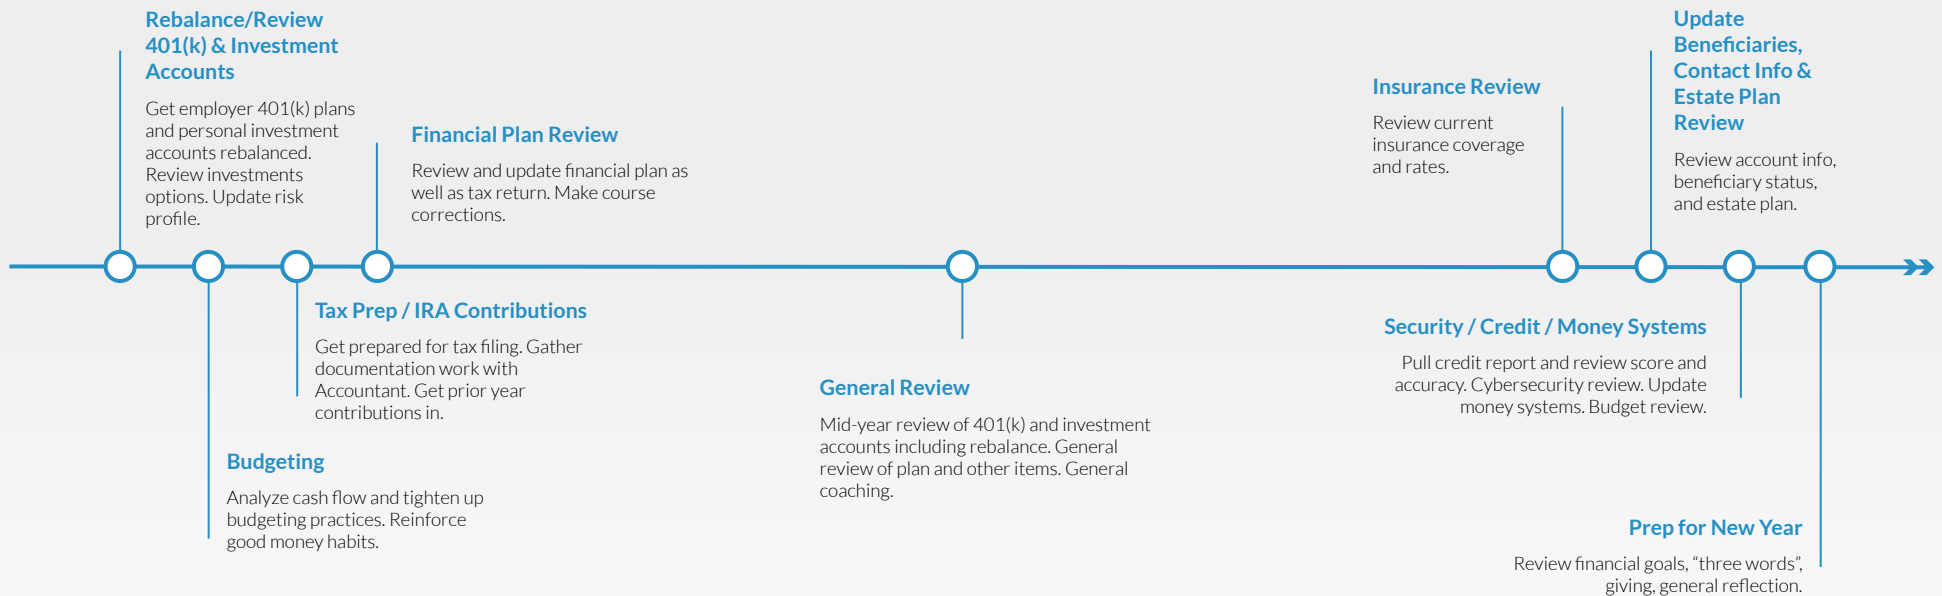 Rebalance/Review
401(k) & Investment
Accounts
Get employer 401(k) plans
and personal investment
accounts rebalanced.
Review investments
options. Update risk
profile.
Budgeting
Analyze cash flow and tighten up
budgeting practices. Reinforce
good money habits.
Tax Prep / IRA Contributions
Get prepared for tax filing. Gather
documentation work with
Accountant. Get prior year
contributions in.
Financial Plan Review
Review and update financial plan as
well as tax return. Make course
corrections.
General Review
Mid-year review of 401(k) and investment
accounts including rebalance. General
review of plan and other items. General
coaching.
Insurance Review
Review current
insurance coverage
and rates.
Update
Beneficiaries,
Contact Info &
Estate Plan
Review
Review account info,
beneficiary status,
and estate plan.
Security / Credit / Money Systems
Pull credit report and review score and
accuracy. Cybersecurity review. Update
money systems. Budget review.
Prep for New Year
Review financial goals, “three words”,
giving, general reflection.